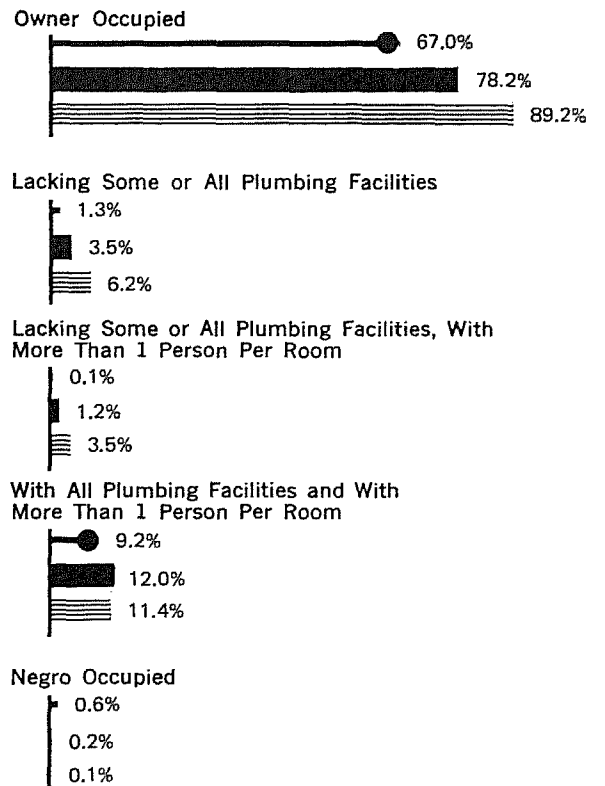 Owner Occupied
67.0%
78.2%
89.2%
Lacking Some or All Plumbing Facilities
1.3%
3.5%
6.2%
Lacking Some or All Plumbing Facilities, With
More Than 1 Person Per Room
0.1%
1.2%
3.5%
With All Plumbing Facilities and With
More Than 1 Person Per Room
9.2%
12.0%
11.4%
Negro Occupied
0.6%
0.2%
0.1%